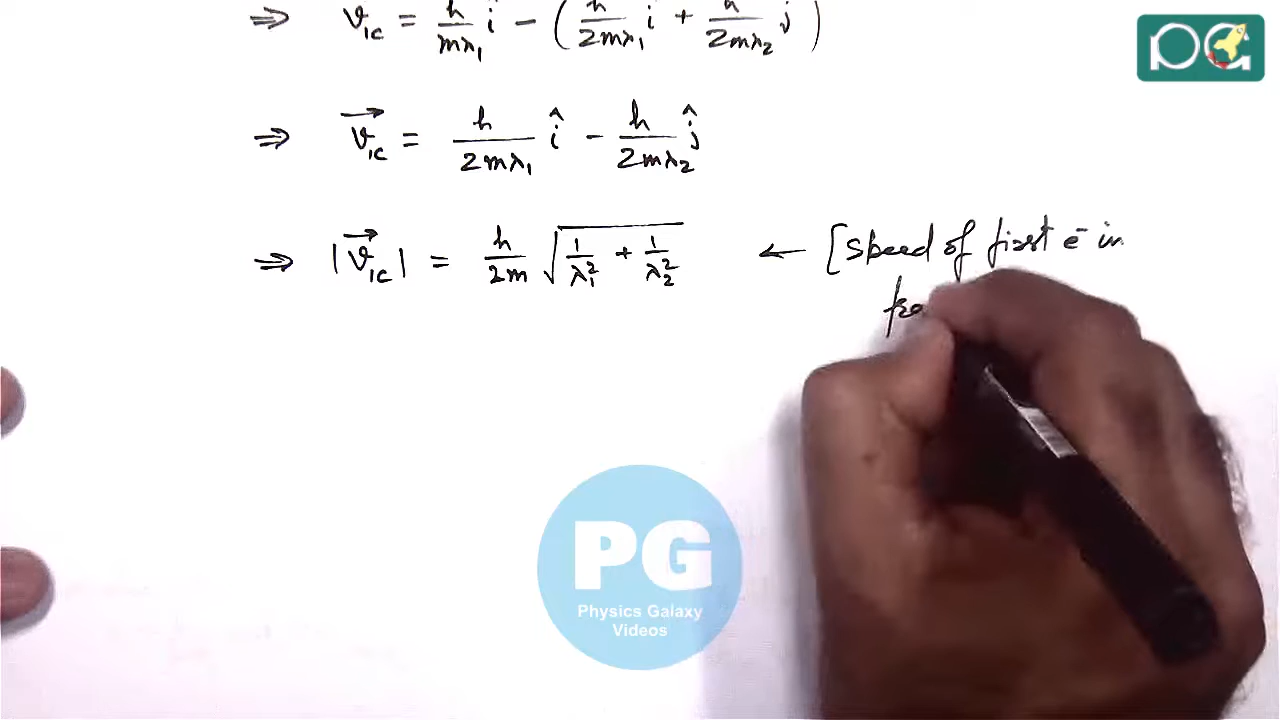 ⇒ v₁c = h/mλ₁ i − (h/2mλ₁ i + h/2mλ₂ j)
⇒ v⃗₁c = h/2mλ₁ î − h/2mλ₂ ĵ
⇒ |v⃗₁c| = h/2m √(1/λ₁² + 1/λ₂²) ← [speed of first e⁻ in
PG
PG
Physics Galaxy
Videos